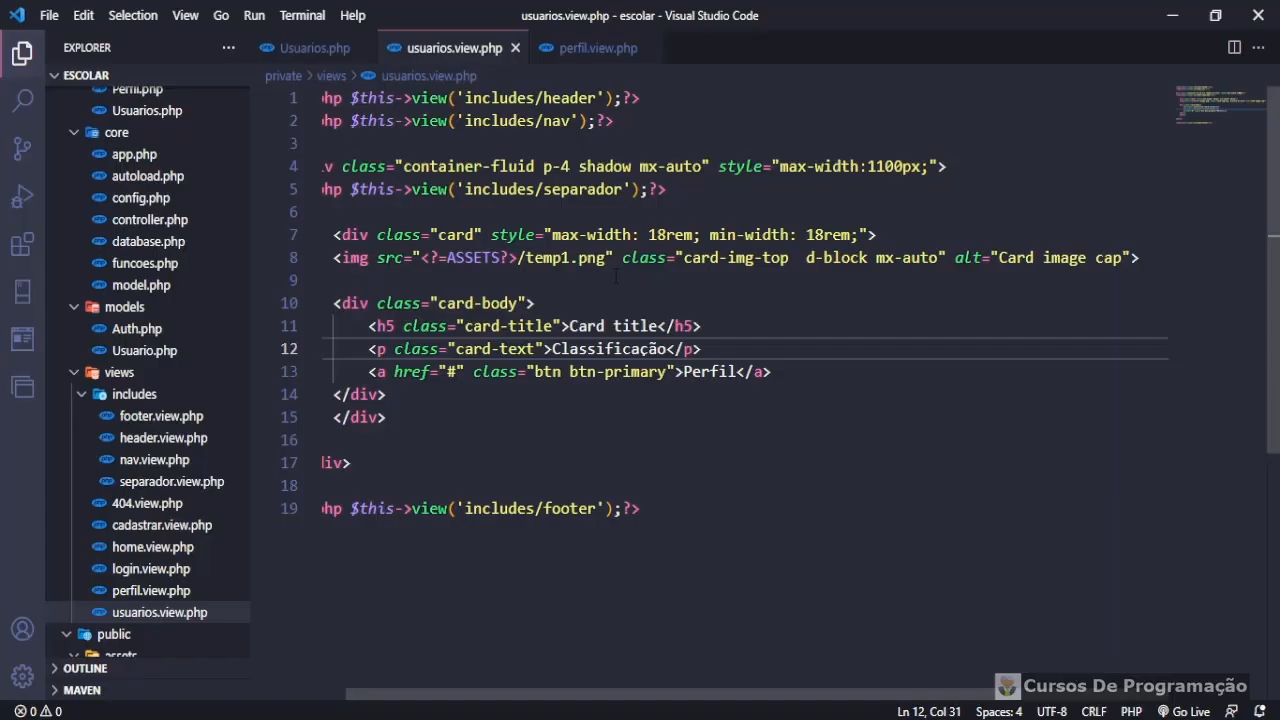 File Edit Selection View Go Run Terminal Help
usuarios.view.php - escolar - Visual Studio Code
EXPLORER
ESCOLAR
Perfil.php
Usuarios.php
core
app.php
autoload.php
config.php
controller.php
database.php
funcoes.php
model.php
models
Auth.php
Usuario.php
views
includes
footer.view.php
header.view.php
nav.view.php
separador.view.php
404.view.php
cadastrar.view.php
home.view.php
login.view.php
perfil.view.php
usuarios.view.php
public
assets
OUTLINE
MAVEN
Usuarios.php usuarios.view.php perfil.view.php
private > views > usuarios.view.php
1 hp $this->view('includes/header');?>
2 hp $this->view('includes/nav');?>
3
4 v class="container-fluid p-4 shadow mx-auto" style="max-width:1100px;">
5 hp $this->view('includes/separador');?>
6
7 <div class="card" style="max-width: 18rem; min-width: 18rem;">
8 <img src="<?=ASSETS?>/temp1.png" class="card-img-top  d-block mx-auto" alt="Card image cap">
9
10 <div class="card-body">
11 <h5 class="card-title">Card title</h5>
12 <p class="card-text">Classificação</p>
13 <a href="#" class="btn btn-primary">Perfil</a>
14 </div>
15 </div>
16
17 iv>
18
19 hp $this->view('includes/footer');?>
Cursos De Programação
0 0 Ln 12, Col 31 Spaces: 4 UTF-8 CRLF PHP Go Live